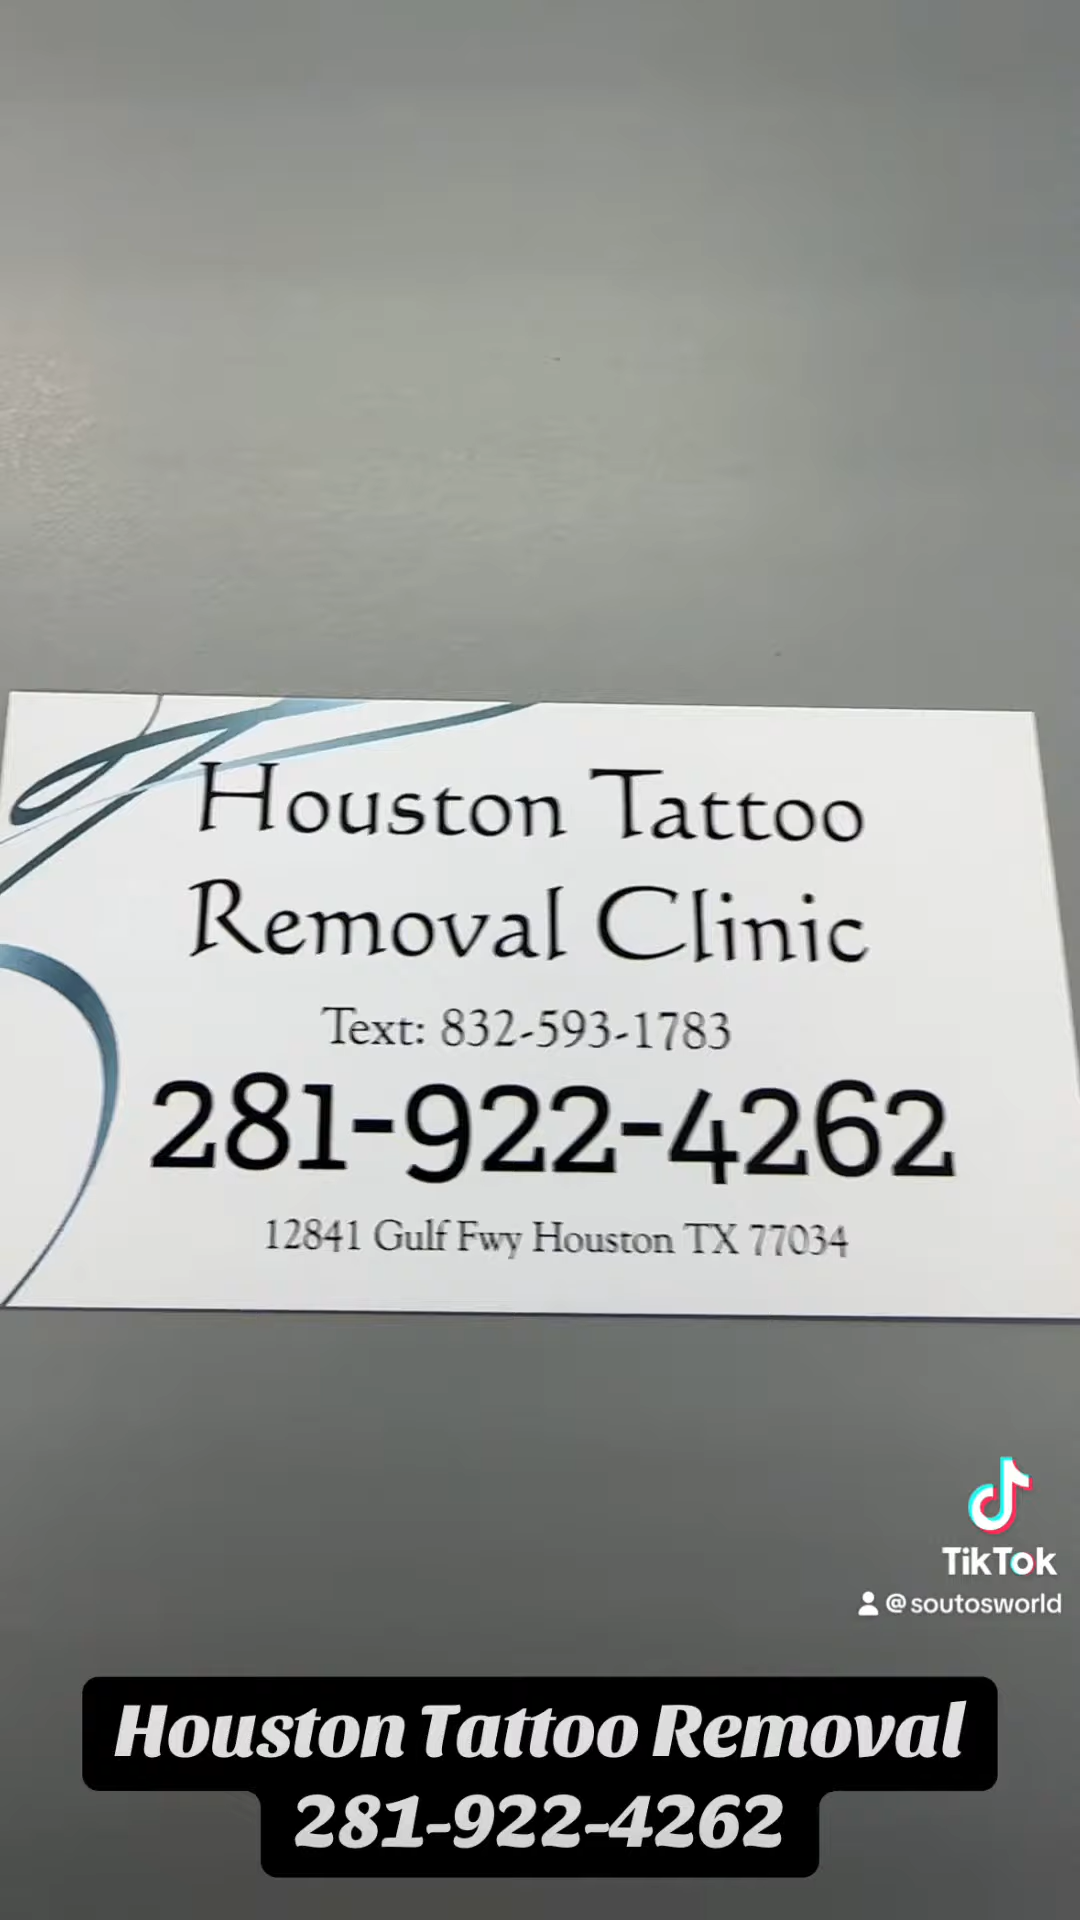 Houston Tattoo
Removal Clinic
Text: 832-593-1783
281-922-4262
12841 Gulf Fwy Houston TX 77034
TikTok
@soutosworld
Houston Tattoo Removal
281-922-4262